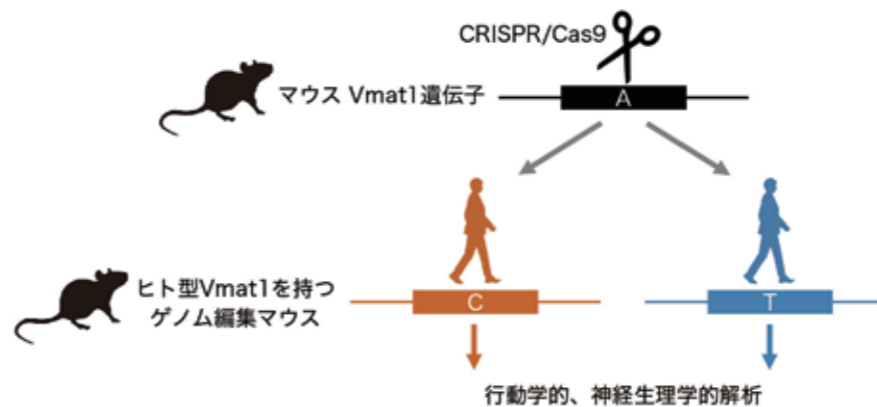 CRISPR/Cas9
マウス Vmat1遺伝子
A
ヒト型Vmat1を持つ
ゲノム編集マウス
C
T
行動学的、神経生理学的解析